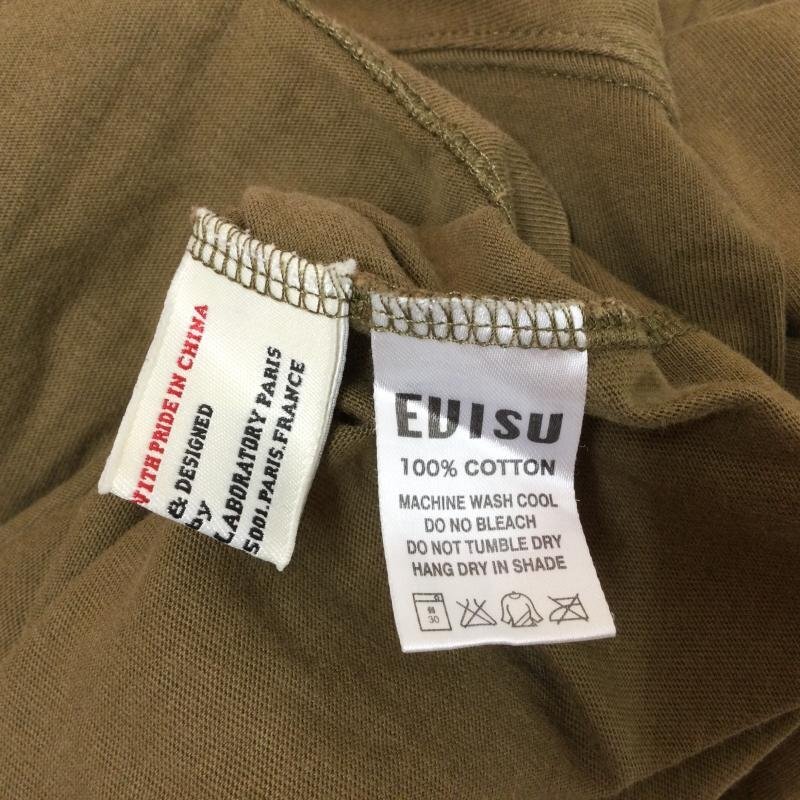 WITH PRIDE IN CHINA
& DESIGNED
by
LABORATORY PARIS
5001.PARIS.FRANCE
EVISU
100% COTTON
MACHINE WASH COOL
DO NO BLEACH
DO NOT TUMBLE DRY
HANG DRY IN SHADE
30